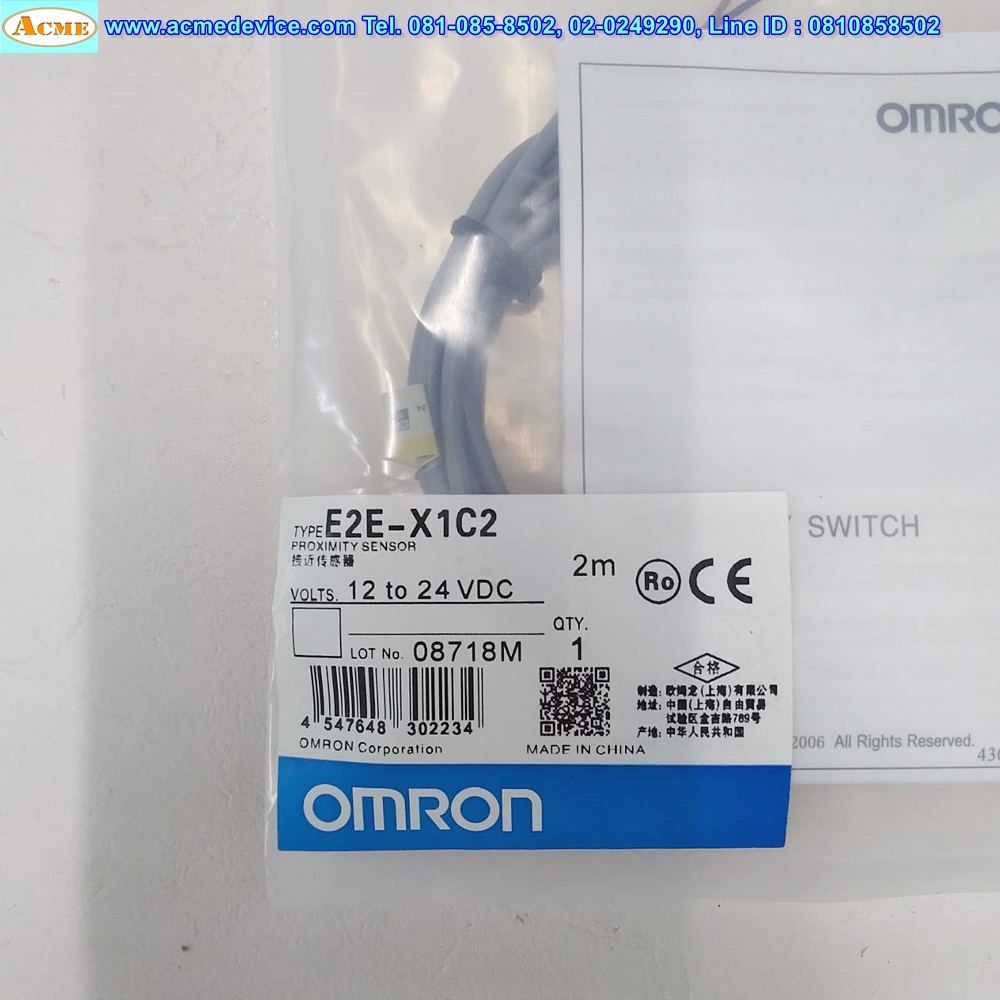 ACME
www.acmedevice.com Tel. 081-085-8502, 02-0249290, Line ID : 0810858502
OMRO
SWITCH
TYPE E2E-X1C2
PROXIMITY SENSOR
接近传感器
2m
Ro CE
VOLTS. 12 to 24 VDC
QTY.
LOT No. 08718M 1
合格
4 547648 302234
制造: 欧姆龙(上海)有限公司
地址: 中国(上海)自由贸易
试验区金吉路789号
产地: 中华人民共和国
OMRON Corporation
MADE IN CHINA
2006 All Rights Reserved.
430
OMRON